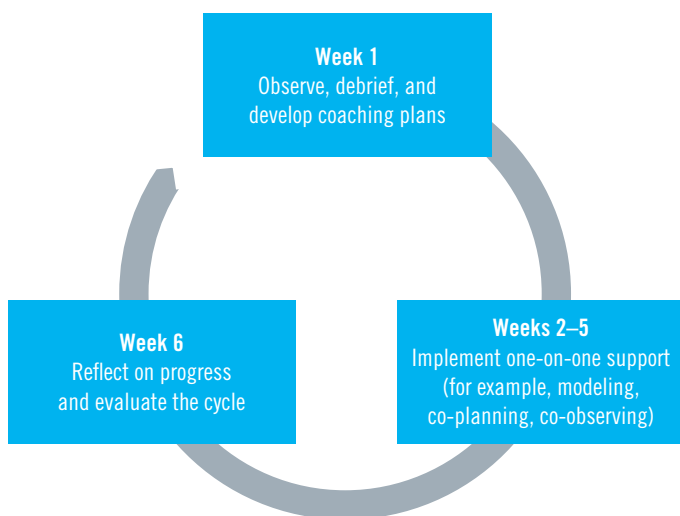 Week 1
Observe, debrief, and
develop coaching plans
Weeks 2–5
Implement one-on-one support
(for example, modeling,
co-planning, co-observing)
Week 6
Reflect on progress
and evaluate the cycle